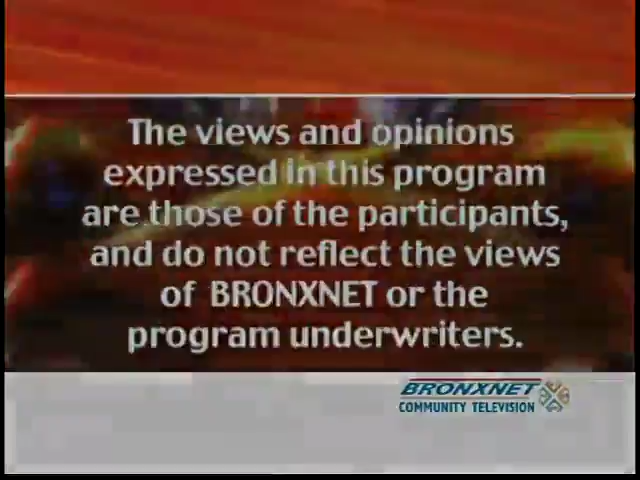 The views and opinions
expressed in this program
are those of the participants,
and do not reflect the views
of BRONXNET or the
program underwriters.
BRONXNET
COMMUNITY TELEVISION